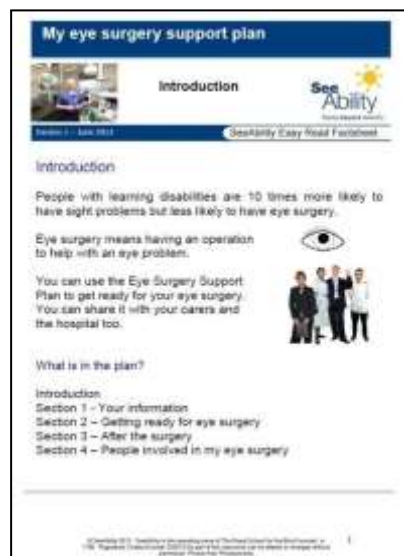 My eye surgery support plan
Introduction
See
Ability
SeeAbility Easy Read Factsheet
Introduction
People with learning disabilities are 10 times more likely to
have sight problems but less likely to have eye surgery.
Eye surgery means having an operation
to help with an eye problem.
You can use the Eye Surgery Support
Plan to get ready for your eye surgery.
You can share it with your carers and
the hospital too.
What is in the plan?
Introduction
Section 1 - Your information
Section 2 – Getting ready for eye surgery
Section 3 – After the surgery
Section 4 – People involved in my eye surgery
1